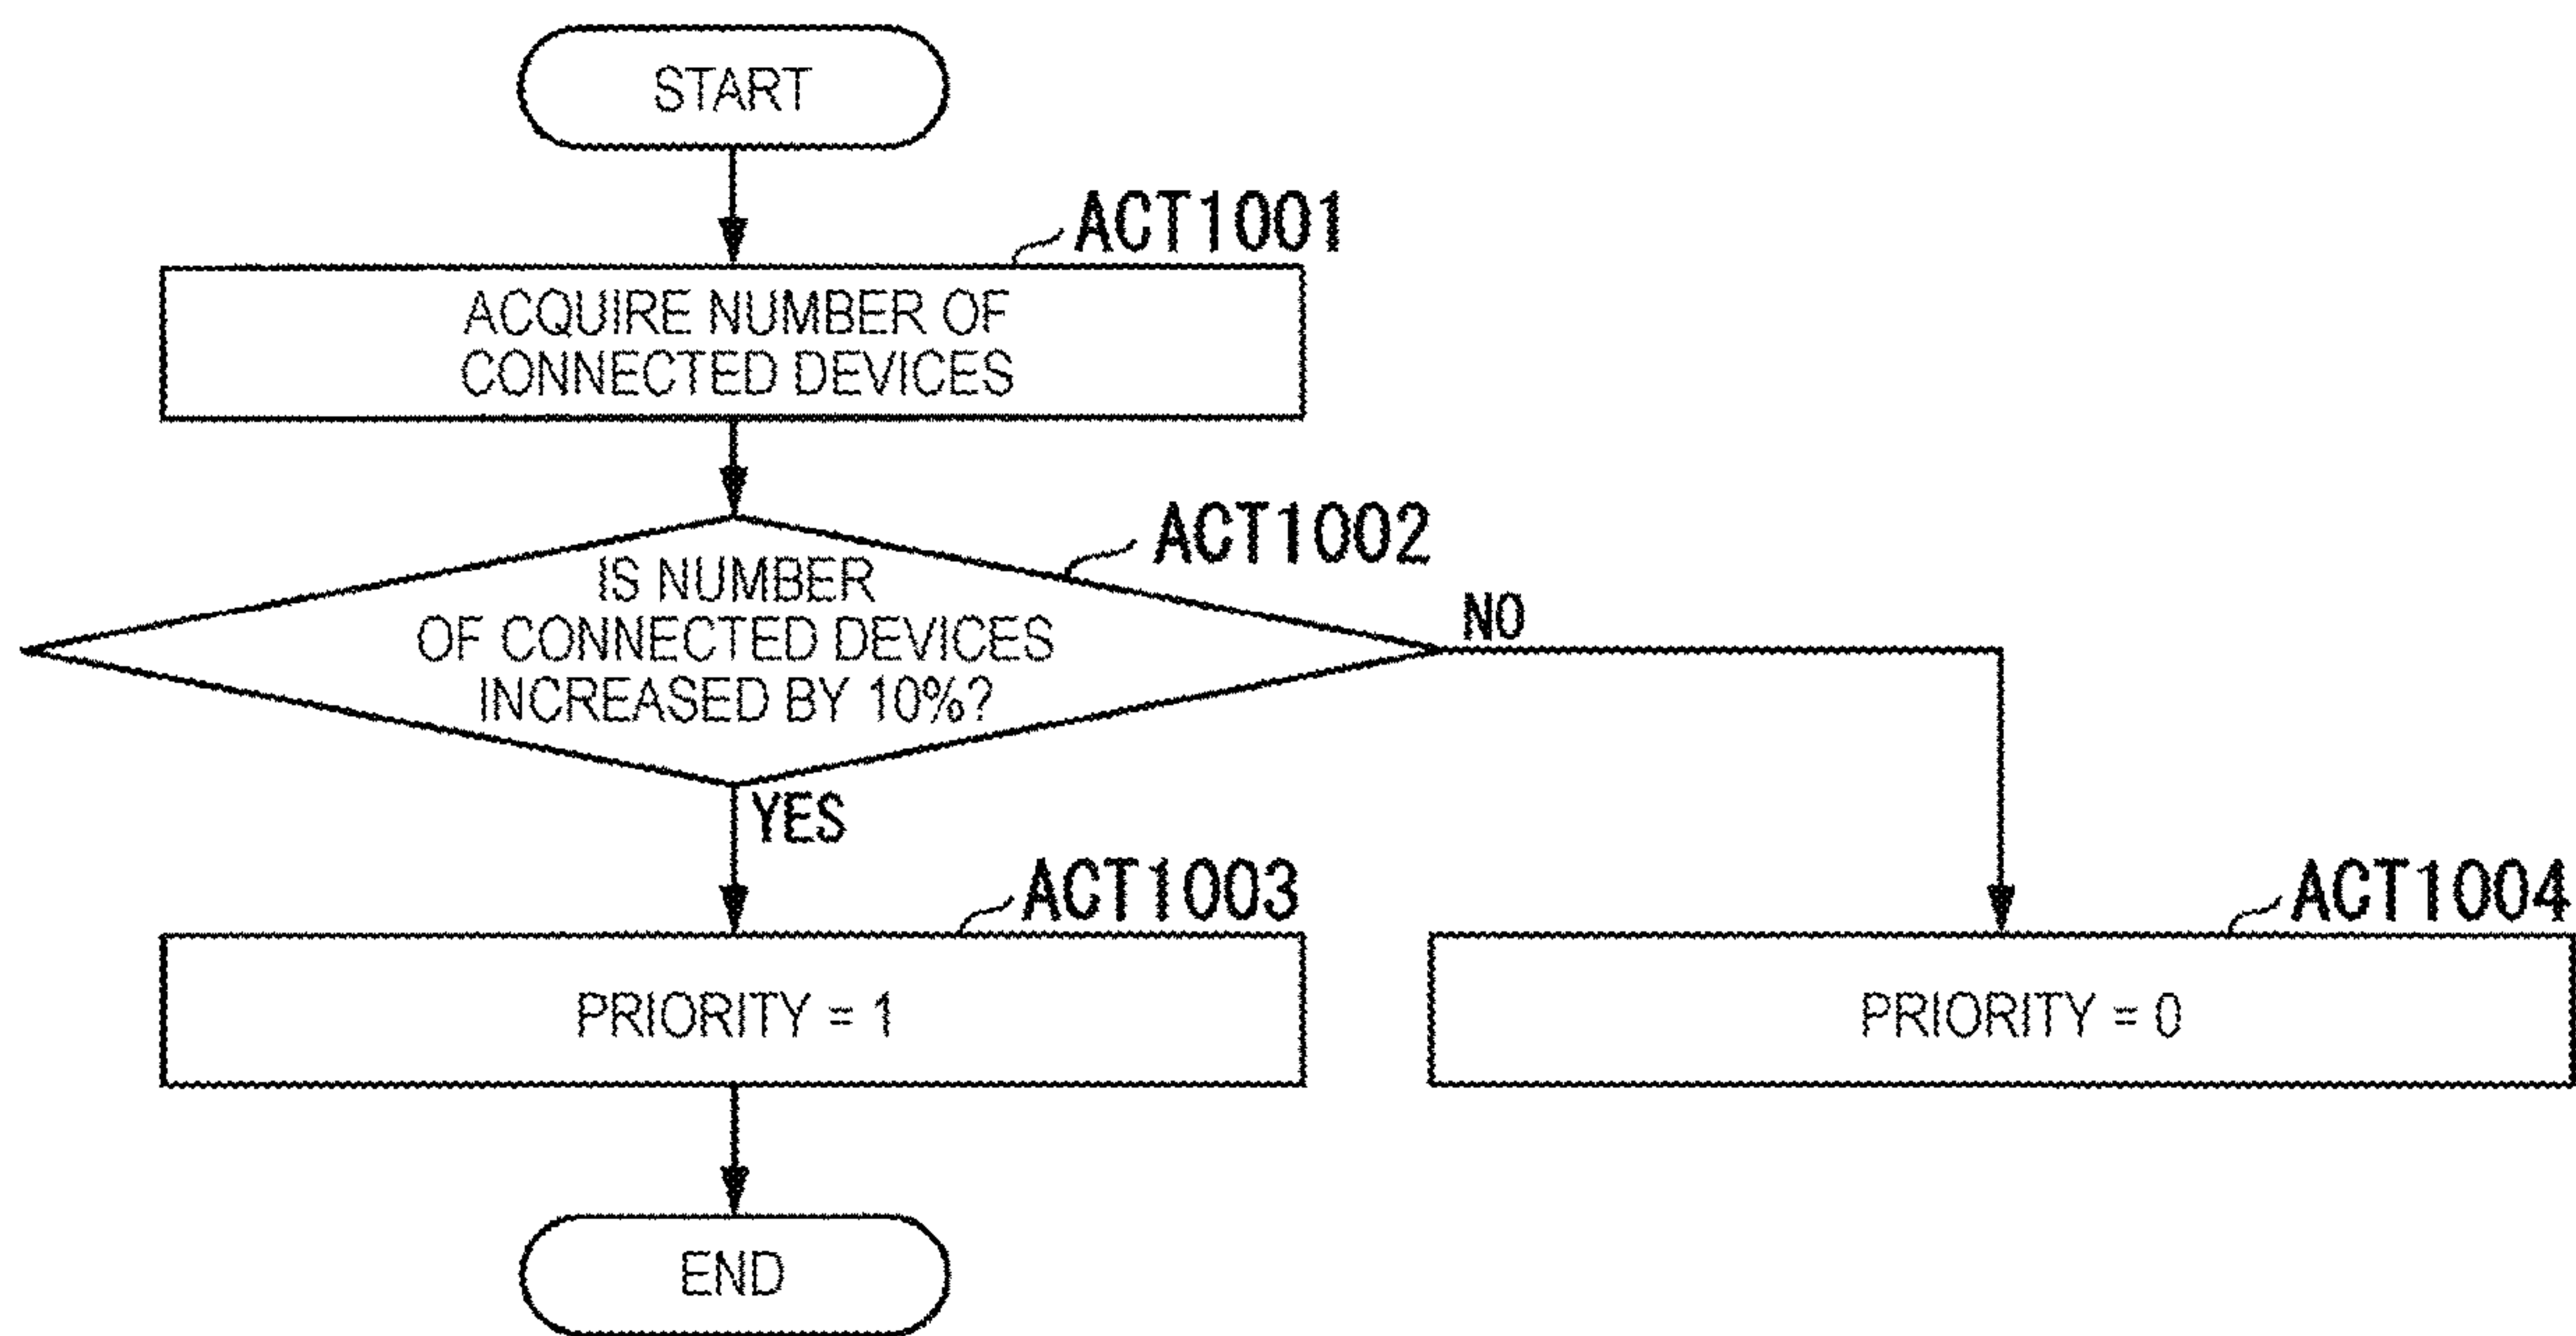 START
ACT1001
ACQUIRE NUMBER OF
CONNECTED DEVICES
ACT1002
IS NUMBER
OF CONNECTED DEVICES
INCREASED BY 10%?
NO
YES
ACT1003
PRIORITY = 1
ACT1004
PRIORITY = 0
END